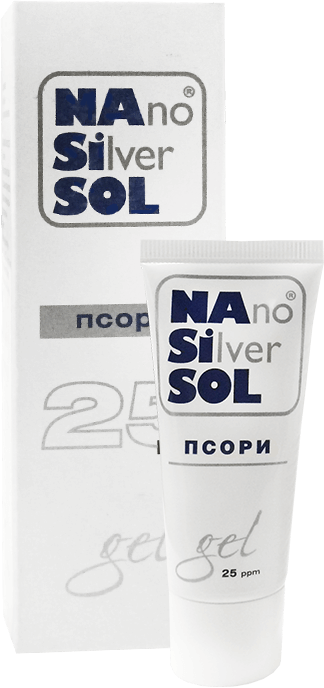 NAno®
Silver
SOL
псори
25
gel
NAno®
Silver
SOL
ПСОРИ
gel
25 ppm